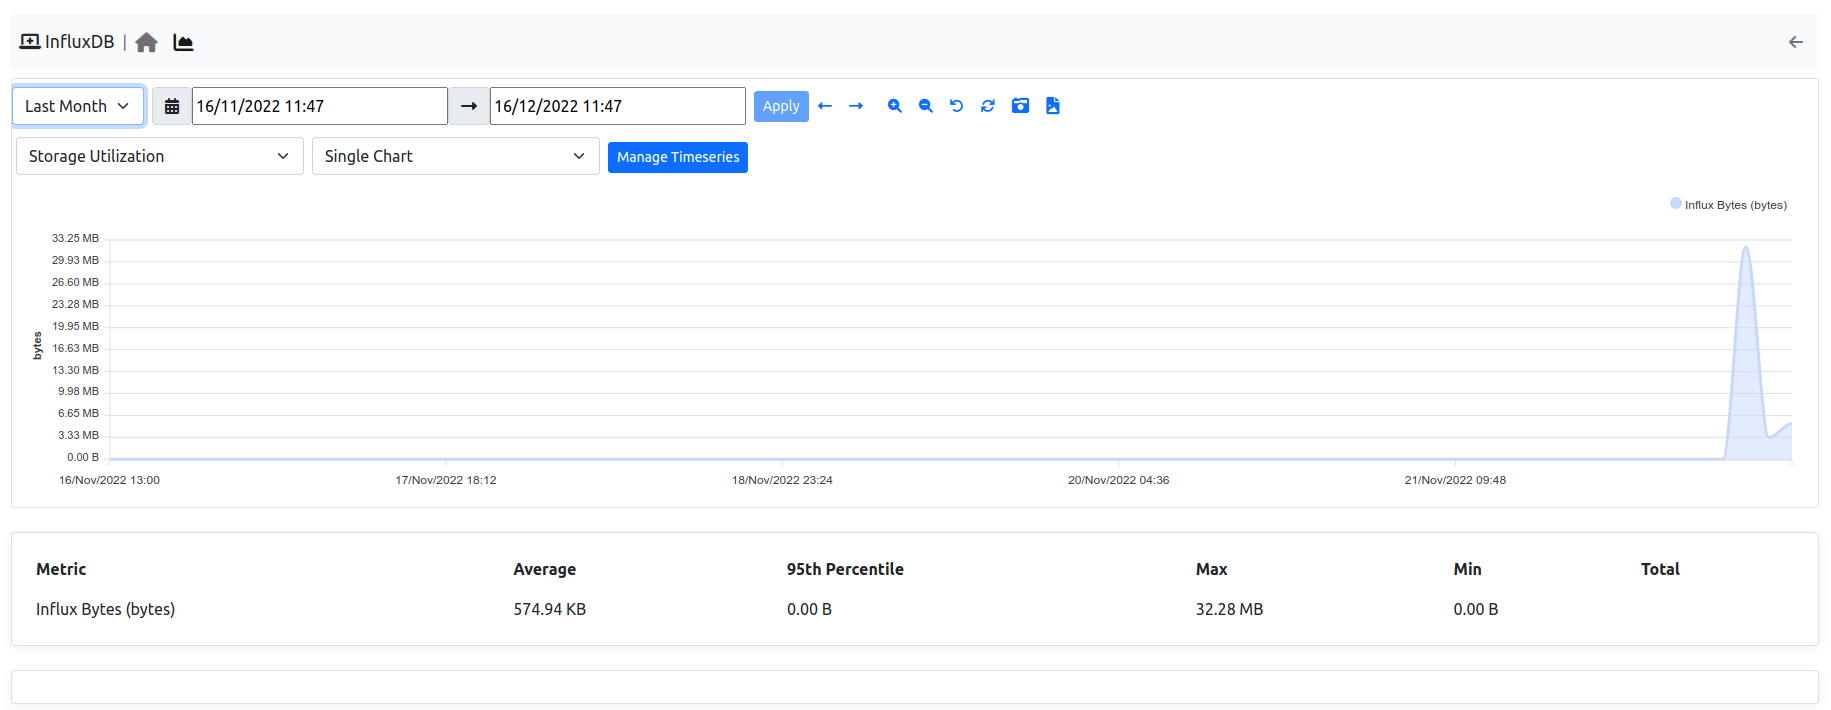 InfluxDB |
Last Month 16/11/2022 11:47 16/12/2022 11:47 Apply
Storage Utilization Single Chart Manage Timeseries
Influx Bytes (bytes)
33.25 MB
29.93 MB
26.60 MB
23.28 MB
19.95 MB
16.63 MB
13.30 MB
9.98 MB
6.65 MB
3.33 MB
0.00 B
bytes
16/Nov/2022 13:00 17/Nov/2022 18:12 18/Nov/2022 23:24 20/Nov/2022 04:36 21/Nov/2022 09:48
Metric Average 95th Percentile Max Min Total
Influx Bytes (bytes) 574.94 KB 0.00 B 32.28 MB 0.00 B